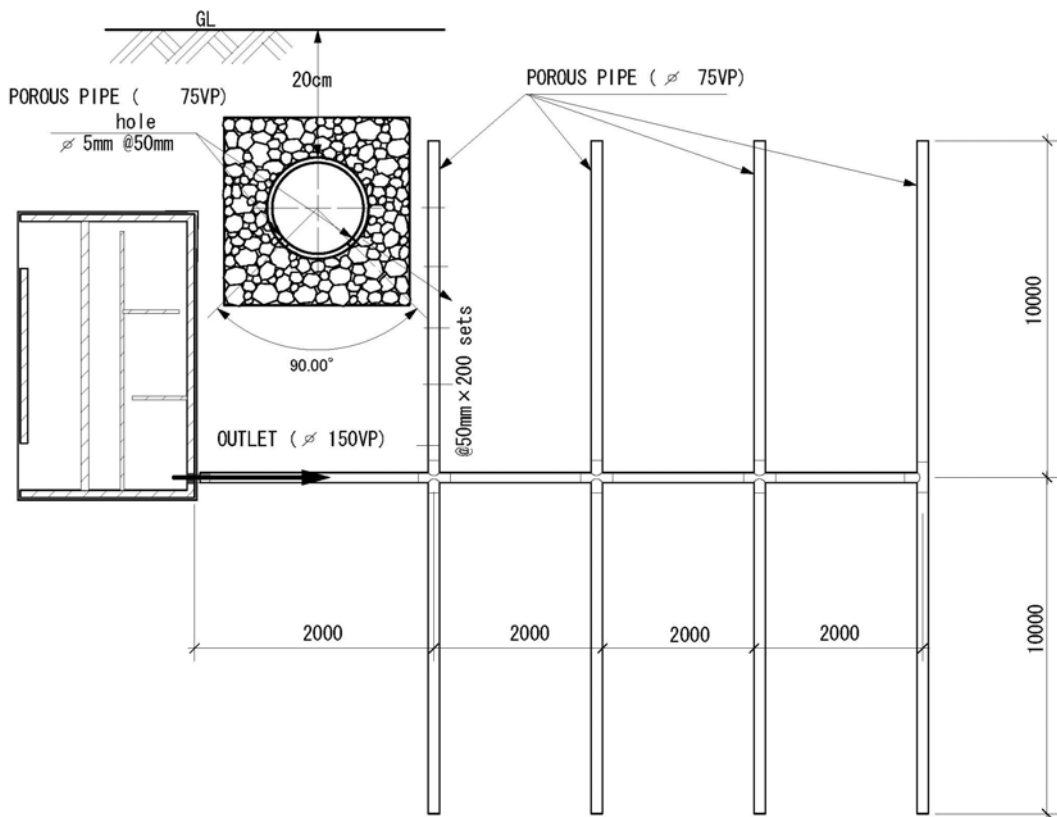 GL
20cm
POROUS PIPE ( 75VP)
hole
⌀ 5mm @50mm
POROUS PIPE ( ⌀ 75VP)
90.00°
@50mm×200 sets
OUTLET ( ⌀ 150VP)
10000
10000
2000
2000
2000
2000